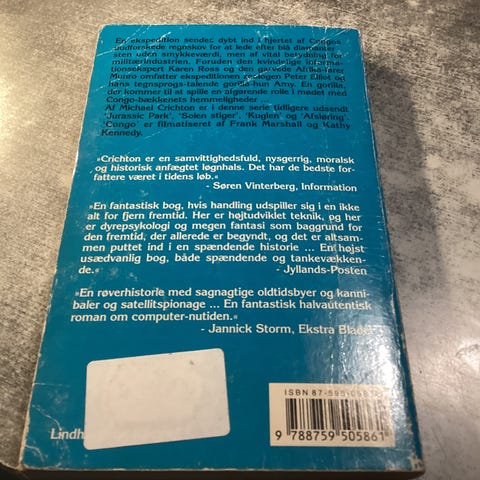 En ekspedition sendes dybt ind i hjertet af Congos
uudforskede regnskov for at lede efter blå diamanter
- sten uden smykkeværdi, men af vital betydning for
militærindustrien. Foruden den kvindelige informa-
tionsekspert Karen Ross og den garvede Afrika-fører
Munro omfatter ekspeditionen zoologen Peter Elliot og
hans tegnsprogs-talende gorilla-hun Amy. En gorilla,
der kommer til at spille en afgørende rolle i mødet med
Congo-bækkenets hemmeligheder ...
Af Michael Crichton er i denne serie tidligere udsendt
'Jurassic Park', 'Solen stiger', 'Kuglen' og 'Afsløring'.
'Congo' er filmatiseret af Frank Marshall og Kathy
Kennedy.
»Crichton er en samvittighedsfuld, nysgerrig, moralsk
og historisk anfægtet løgnhals. Det har de bedste for-
fattere været i tidens løb.«
- Søren Vinterberg, Information
»En fantastisk bog, hvis handling udspiller sig i en ikke
alt for fjern fremtid. Her er højtudviklet teknik, og her
er dyrepsykologi og megen fantasi som baggrund for
den fremtid, der allerede er begyndt, og det er altsam-
men puttet ind i en spændende historie ... En højst
usædvanlig bog, både spændende og tankevækken-
de.« - Jyllands-Posten
»En røverhistorie med sagnagtige oldtidsbyer og kanni-
baler og satellitspionage ... En fantastisk halvautentisk
roman om computer-nutiden.«
- Jannick Storm, Ekstra Bladet
ISBN 87-595-0586
Lindh
9 788759 505861